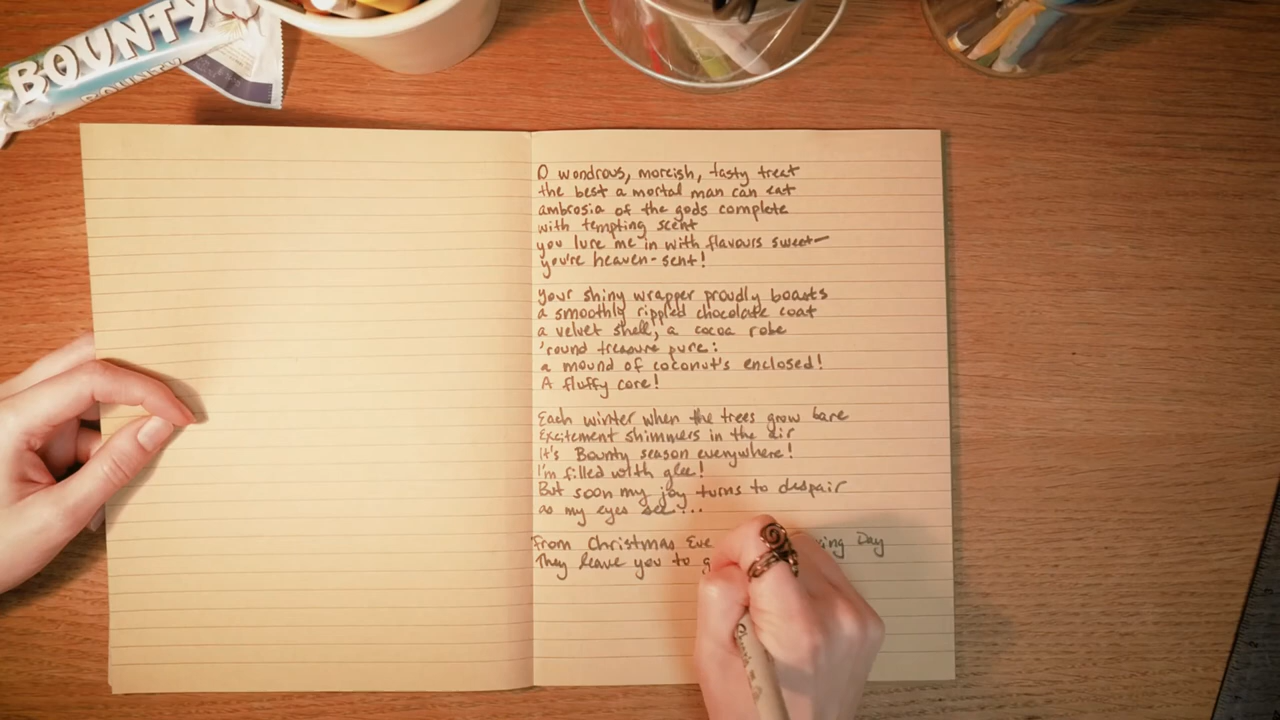 BOUNTY
BOUNTY
O wondrous, moreish, tasty treat
the best a mortal man can eat
ambrosia of the gods complete
with tempting scent
you lure me in with flavours sweet—
you're heaven-sent!
Your shiny wrapper proudly boasts
a smoothly rippled chocolate coat
a velvet shell, a cocoa robe
'round treasure pure:
a mound of coconut's enclosed!
A fluffy core!
Each winter when the trees grow bare
Excitement shimmers in the air
It's Bounty season everywhere!
I'm filled with glee!
But soon my joy turns to despair
as my eyes see...
From Christmas Eve Day
They leave you to